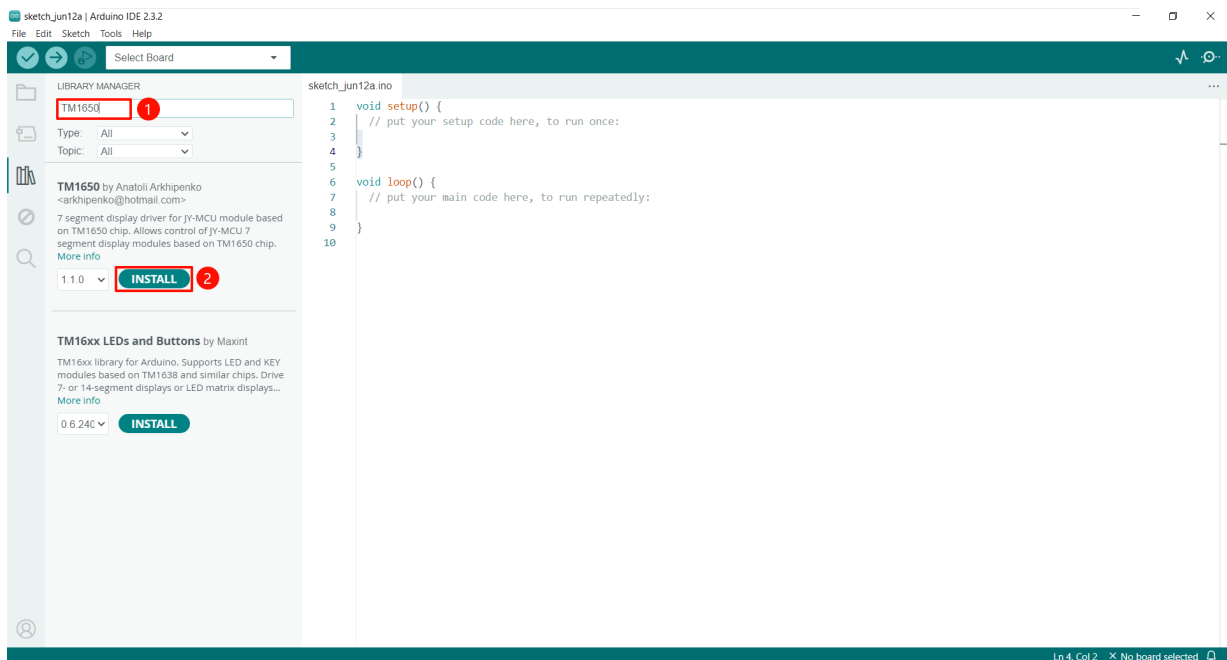 sketch_jun12a | Arduino IDE 2.3.2
File Edit Sketch Tools Help
Select Board
LIBRARY MANAGER
TM1650
1
Type: All
Topic: All
TM1650 by Anatoli Arkhipenko
<arkhipenko@hotmail.com>
7 segment display driver for JY-MCU module based
on TM1650 chip. Allows control of JY-MCU 7
segment display modules based on TM1650 chip.
More info
1.1.0 INSTALL 2
TM16xx LEDs and Buttons by Maxint
TM16xx library for Arduino. Supports LED and KEY
modules based on TM1638 and similar chips. Drive
7- or 14-segment displays or LED matrix displays...
More info
0.6.240 INSTALL
sketch_jun12a.ino
...
1 void setup() {
2 // put your setup code here, to run once:
3
4 }
5
6 void loop() {
7 // put your main code here, to run repeatedly:
8
9 }
10
Ln 4, Col 2 × No board selected